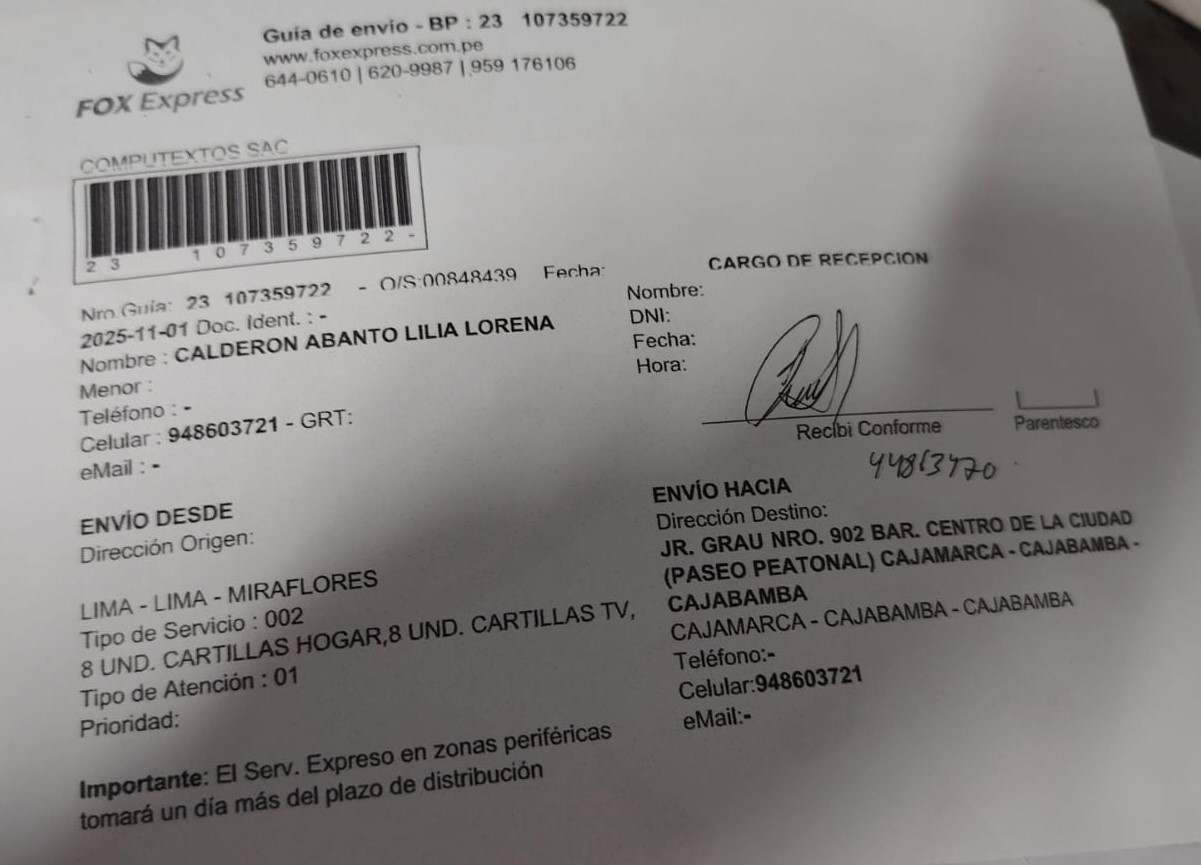 FOX Express
Guía de envío - BP : 23 107359722
www.foxexpress.com.pe
644-0610 | 620-9987 | 959 176106
COMPUTEXTOS SAC
23 107359722-
Nro.Guía: 23 107359722 - O/S:00848439 Fecha:
2025-11-01 Doc. Ident. : -
Nombre : CALDERON ABANTO LILIA LORENA
Menor :
Teléfono : -
Celular : 948603721 - GRT:
eMail : -
CARGO DE RECEPCION
Nombre:
DNI:
Fecha:
Hora:
Recibi Conforme
Parentesco
44813470
ENVÍO DESDE
Dirección Origen:
LIMA - LIMA - MIRAFLORES
Tipo de Servicio : 002
8 UND. CARTILLAS HOGAR,8 UND. CARTILLAS TV,
Tipo de Atención : 01
Prioridad:
ENVÍO HACIA
Dirección Destino:
JR. GRAU NRO. 902 BAR. CENTRO DE LA CIUDAD
(PASEO PEATONAL) CAJAMARCA - CAJABAMBA -
CAJABAMBA
CAJAMARCA - CAJABAMBA - CAJABAMBA
Teléfono:-
Celular:948603721
eMail:-
Importante: El Serv. Expreso en zonas periféricas
tomará un día más del plazo de distribución